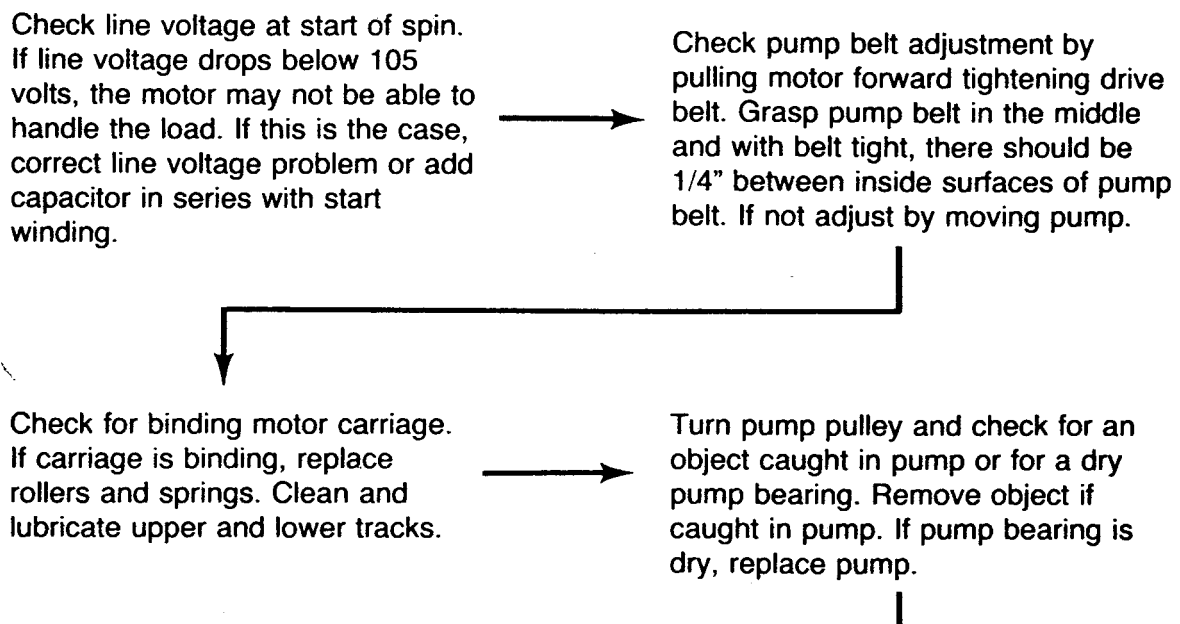 Check line voltage at start of spin.
If line voltage drops below 105
volts, the motor may not be able to
handle the load. If this is the case,
correct line voltage problem or add
capacitor in series with start
winding.
Check pump belt adjustment by
pulling motor forward tightening drive
belt. Grasp pump belt in the middle
and with belt tight, there should be
1/4" between inside surfaces of pump
belt. If not adjust by moving pump.
Check for binding motor carriage.
If carriage is binding, replace
rollers and springs. Clean and
lubricate upper and lower tracks.
Turn pump pulley and check for an
object caught in pump or for a dry
pump bearing. Remove object if
caught in pump. If pump bearing is
dry, replace pump.